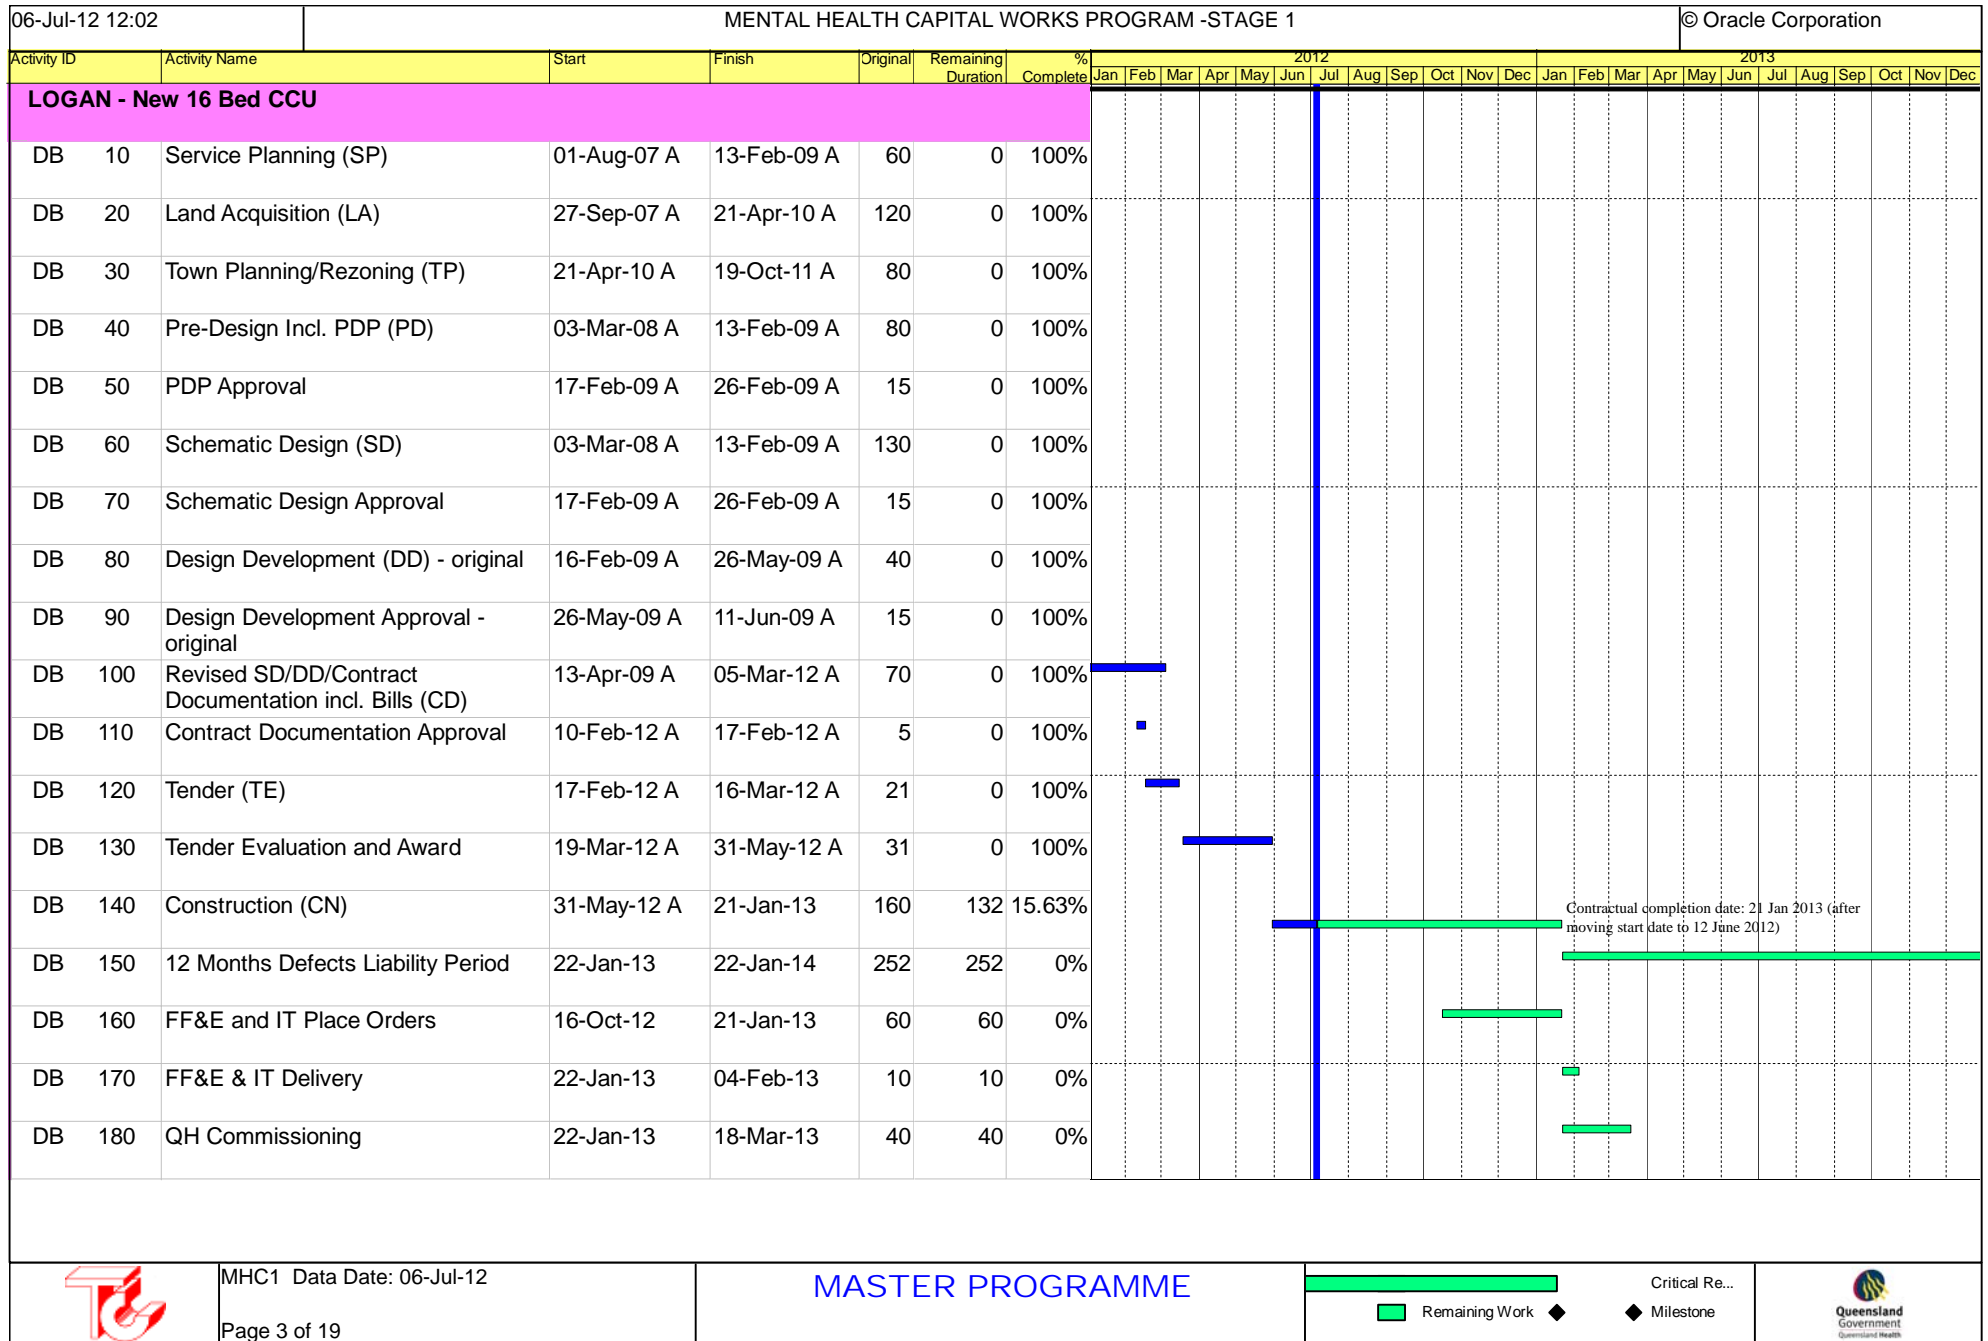 06-Jul-12 12:02 MENTAL HEALTH CAPITAL WORKS PROGRAM -STAGE 1 © Oracle Corporation
Activity ID Activity Name Start Finish Original Remaining Duration % Complete 2012 2013
Jan Feb Mar Apr May Jun Jul Aug Sep Oct Nov Dec Jan Feb Mar Apr May Jun Jul Aug Sep Oct Nov Dec
LOGAN - New 16 Bed CCU
DB 10 Service Planning (SP) 01-Aug-07 A 13-Feb-09 A 60 0 100%
DB 20 Land Acquisition (LA) 27-Sep-07 A 21-Apr-10 A 120 0 100%
DB 30 Town Planning/Rezoning (TP) 21-Apr-10 A 19-Oct-11 A 80 0 100%
DB 40 Pre-Design Incl. PDP (PD) 03-Mar-08 A 13-Feb-09 A 80 0 100%
DB 50 PDP Approval 17-Feb-09 A 26-Feb-09 A 15 0 100%
DB 60 Schematic Design (SD) 03-Mar-08 A 13-Feb-09 A 130 0 100%
DB 70 Schematic Design Approval 17-Feb-09 A 26-Feb-09 A 15 0 100%
DB 80 Design Development (DD) - original 16-Feb-09 A 26-May-09 A 40 0 100%
DB 90 Design Development Approval - 26-May-09 A 11-Jun-09 A 15 0 100%
original
DB 100 Revised SD/DD/Contract 13-Apr-09 A 05-Mar-12 A 70 0 100%
Documentation incl. Bills (CD)
DB 110 Contract Documentation Approval 10-Feb-12 A 17-Feb-12 A 5 0 100%
DB 120 Tender (TE) 17-Feb-12 A 16-Mar-12 A 21 0 100%
DB 130 Tender Evaluation and Award 19-Mar-12 A 31-May-12 A 31 0 100%
DB 140 Construction (CN) 31-May-12 A 21-Jan-13 160 132 15.63%
Contractual completion date: 21 Jan 2013 (after
moving start date to 12 June 2012)
DB 150 12 Months Defects Liability Period 22-Jan-13 22-Jan-14 252 252 0%
DB 160 FF&E and IT Place Orders 16-Oct-12 21-Jan-13 60 60 0%
DB 170 FF&E & IT Delivery 22-Jan-13 04-Feb-13 10 10 0%
DB 180 QH Commissioning 22-Jan-13 18-Mar-13 40 40 0%
MHC1 Data Date: 06-Jul-12
Page 3 of 19
MASTER PROGRAMME
Critical Re...
Remaining Work Milestone
Queensland
Government
Queensland Health